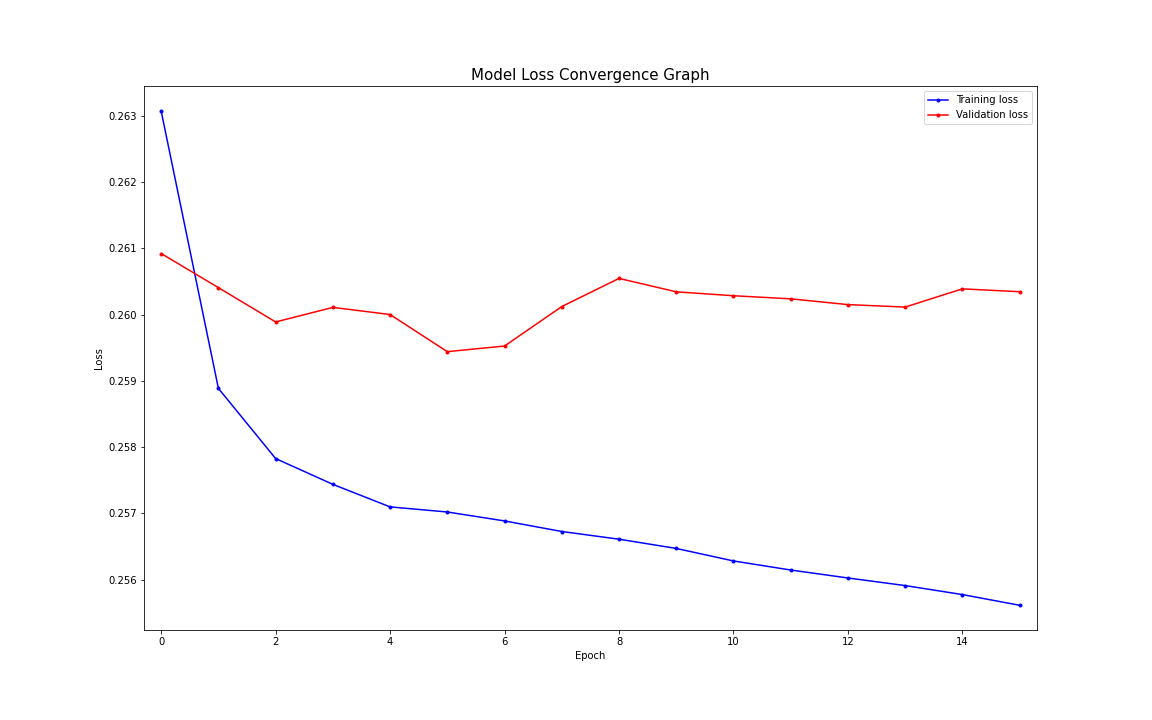 Model Loss Convergence Graph
Training loss
Validation loss
0.263
0.262
0.261
0.260
0.259
0.258
0.257
0.256
Loss
0 2 4 6 8 10 12 14
Epoch